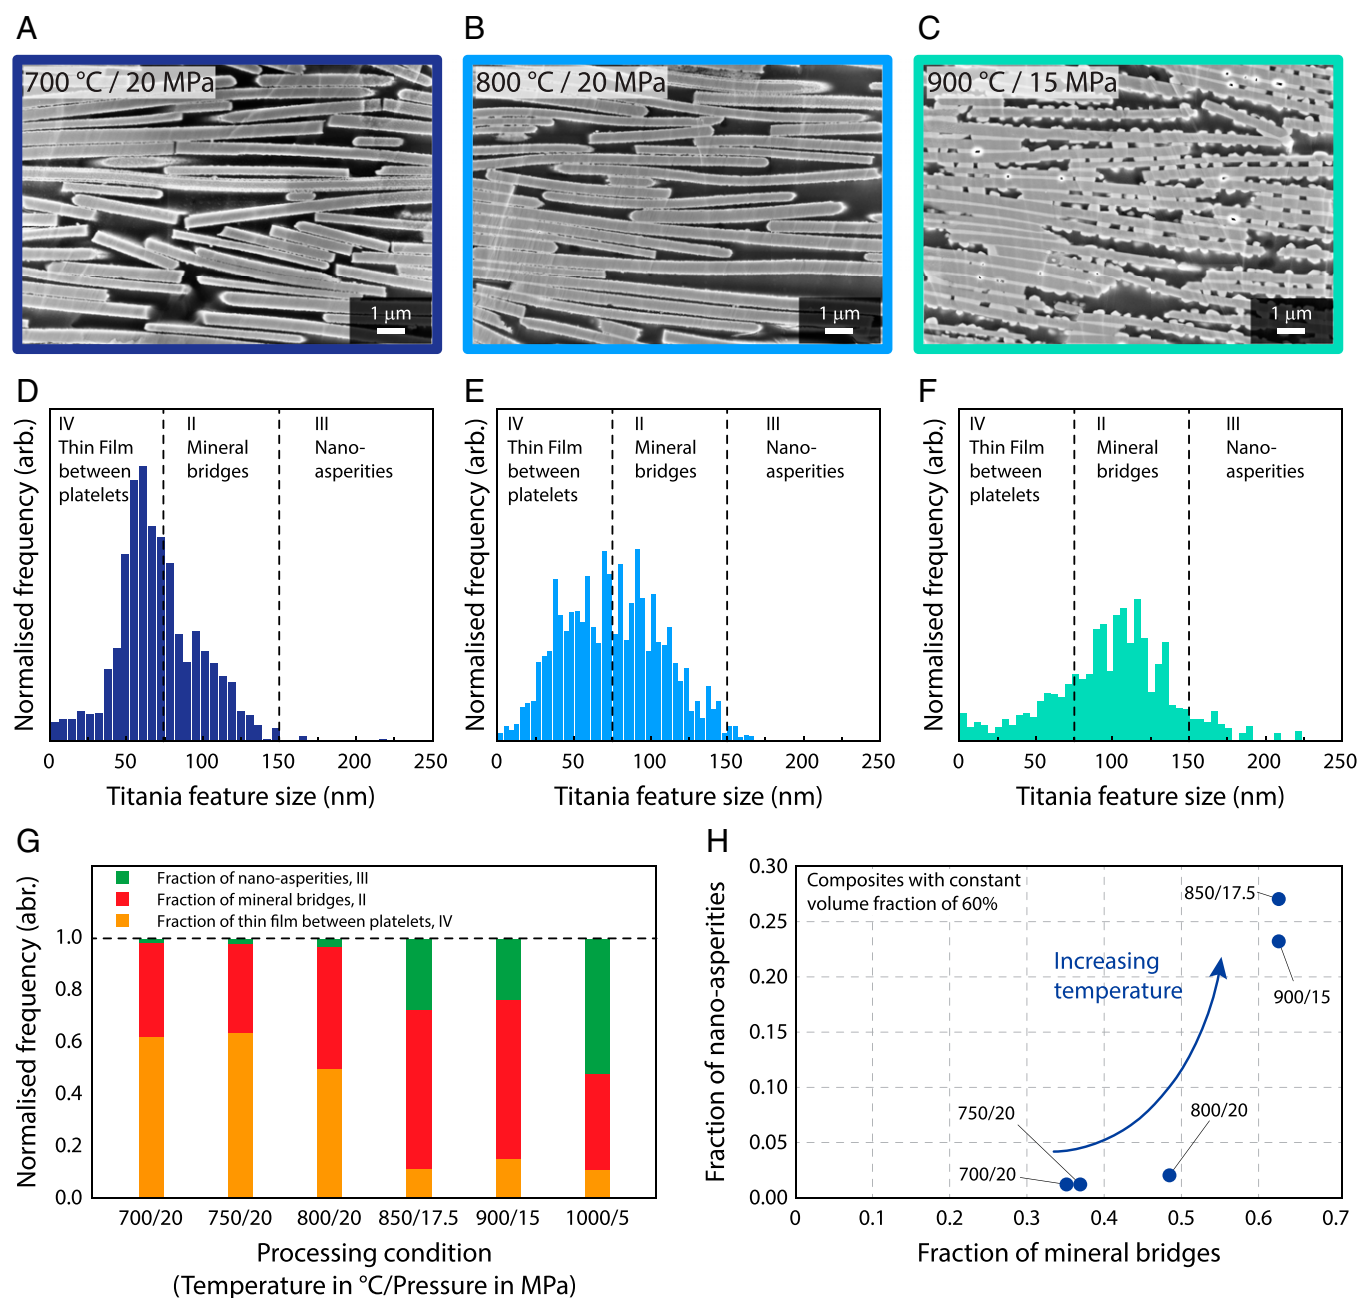 A
B
C
700 °C / 20 MPa
800 °C / 20 MPa
900 °C / 15 MPa
1 μm
1 μm
1 μm
D
E
F
Normalised frequency (arb.)
IV
Thin Film
between
platelets
II
Mineral
bridges
III
Nano-
asperities
0
50
100
150
200
250
Titania feature size (nm)
Normalised frequency (arb.)
IV
Thin Film
between
platelets
II
Mineral
bridges
III
Nano-
asperities
0
50
100
150
200
250
Titania feature size (nm)
Normalised frequency (arb.)
IV
Thin Film
between
platelets
II
Mineral
bridges
III
Nano-
asperities
0
50
100
150
200
250
Titania feature size (nm)
G
Normalised frequency (abr.)
Fraction of nano-asperities, III
Fraction of mineral bridges, II
Fraction of thin film between platelets, IV
1.0
0.8
0.6
0.4
0.2
0.0
700/20
750/20
800/20
850/17.5
900/15
1000/5
Processing condition
(Temperature in °C/Pressure in MPa)
H
Fraction of nano-asperities
0.30
0.25
0.20
0.15
0.10
0.05
0.00
Composites with constant
volume fraction of 60%
850/17.5
Increasing
temperature
900/15
750/20
800/20
700/20
0
0.1
0.2
0.3
0.4
0.5
0.6
0.7
Fraction of mineral bridges